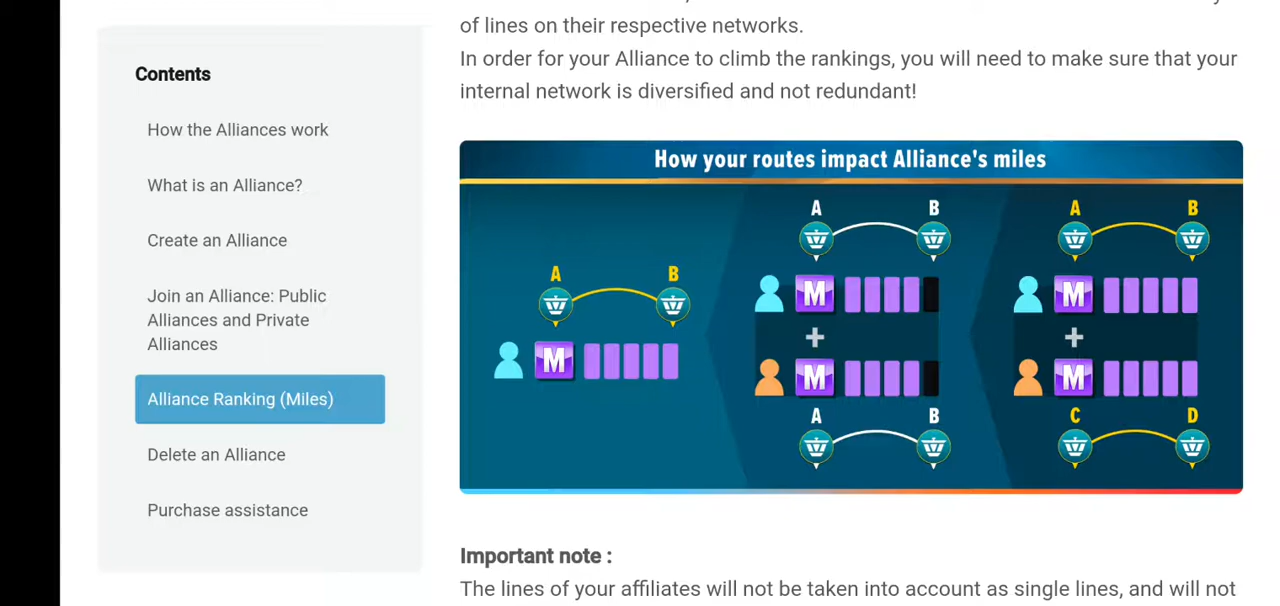 of lines on their respective networks.
In order for your Alliance to climb the rankings, you will need to make sure that your
internal network is diversified and not redundant!
Contents
How the Alliances work
What is an Alliance?
Create an Alliance
Join an Alliance: Public
Alliances and Private
Alliances
Alliance Ranking (Miles)
Delete an Alliance
Purchase assistance
How your routes impact Alliance's miles
A B
M
A B
M
+
M
A B
A B
M
+
M
C D
Important note :
The lines of your affiliates will not be taken into account as single lines, and will not